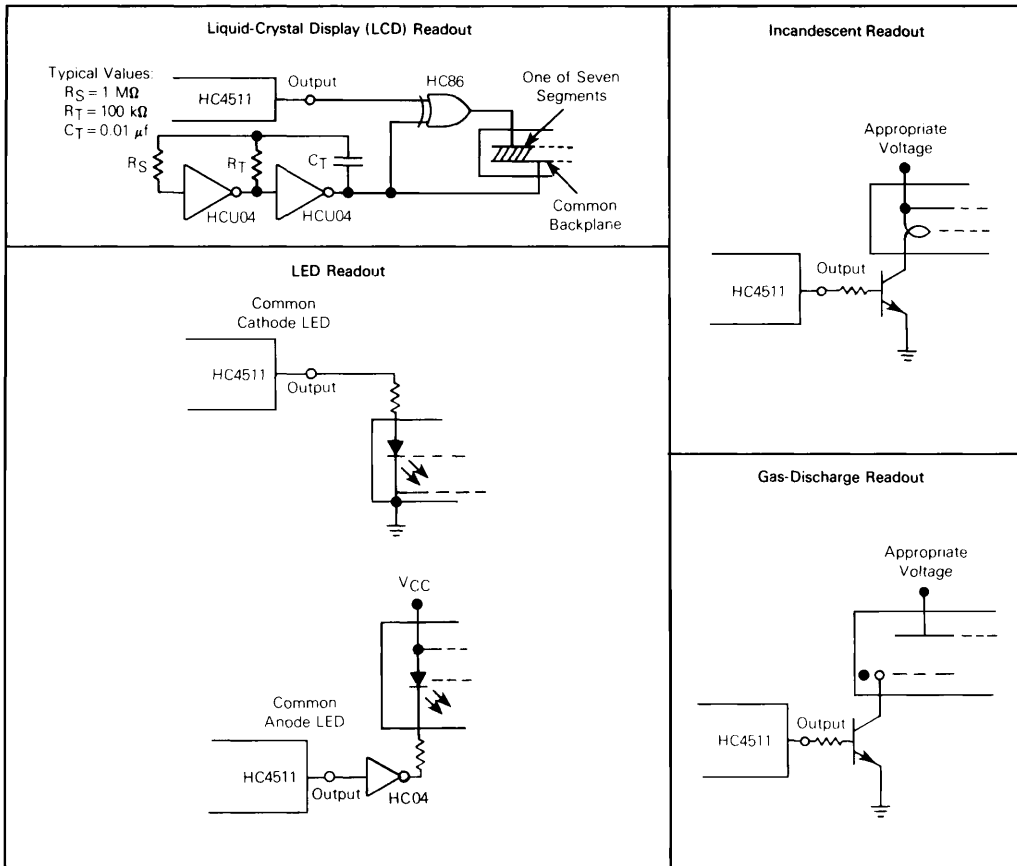 Liquid-Crystal Display (LCD) Readout
Typical Values:
RS = 1 MΩ
RT = 100 kΩ
CT = 0.01 µf
HC4511
Output
HC86
One of Seven
Segments
RS
RT
CT
HCU04
HCU04
Common
Backplane
LED Readout
Common
Cathode LED
HC4511
Output
VCC
Common
Anode LED
HC4511
Output
HC04
Incandescent Readout
Appropriate
Voltage
HC4511
Output
Gas-Discharge Readout
Appropriate
Voltage
HC4511
Output